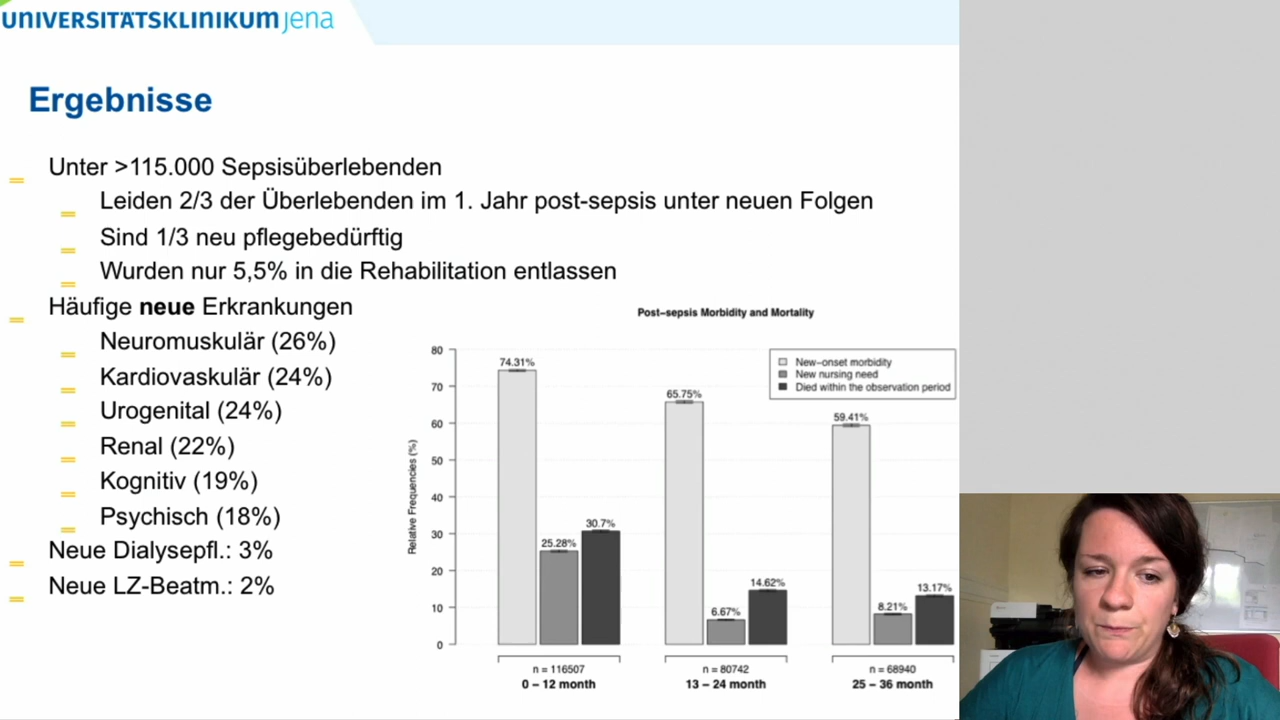 UNIVERSITÄTSKLINIKUM jena
Ergebnisse
Unter >115.000 Sepsisüberlebenden
Leiden 2/3 der Überlebenden im 1. Jahr post-sepsis unter neuen Folgen
Sind 1/3 neu pflegebedürftig
Wurden nur 5,5% in die Rehabilitation entlassen
Häufige neue Erkrankungen
Neuromuskulär (26%)
Kardiovaskulär (24%)
Urogenital (24%)
Renal (22%)
Kognitiv (19%)
Psychisch (18%)
Neue Dialysepfl.: 3%
Neue LZ-Beatm.: 2%
Post-sepsis Morbidity and Mortality
New-onset morbidity
New nursing need
Died within the observation period
Relative Frequencies (%)
80
70
60
50
40
30
20
10
0
74.31%
25.28%
30.7%
65.75%
6.67%
14.62%
59.41%
8.21%
13.17%
n = 116507
n = 80742
n = 68940
0 – 12 month
13 – 24 month
25 – 36 month